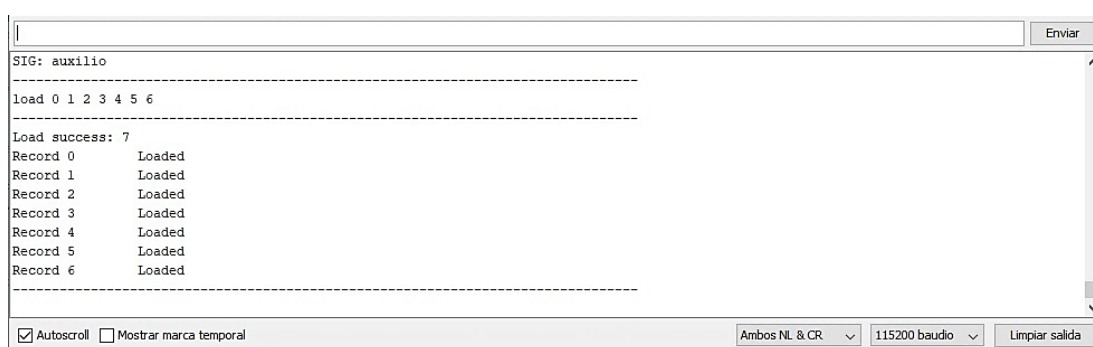 Enviar
SIG: auxilio
--------------------------------------------------------------------------------
load 0 1 2 3 4 5 6
--------------------------------------------------------------------------------
Load success: 7
Record 0 Loaded
Record 1 Loaded
Record 2 Loaded
Record 3 Loaded
Record 4 Loaded
Record 5 Loaded
Record 6 Loaded
--------------------------------------------------------------------------------
Autoscroll Mostrar marca temporal Ambos NL & CR 115200 baudio Limpiar salida